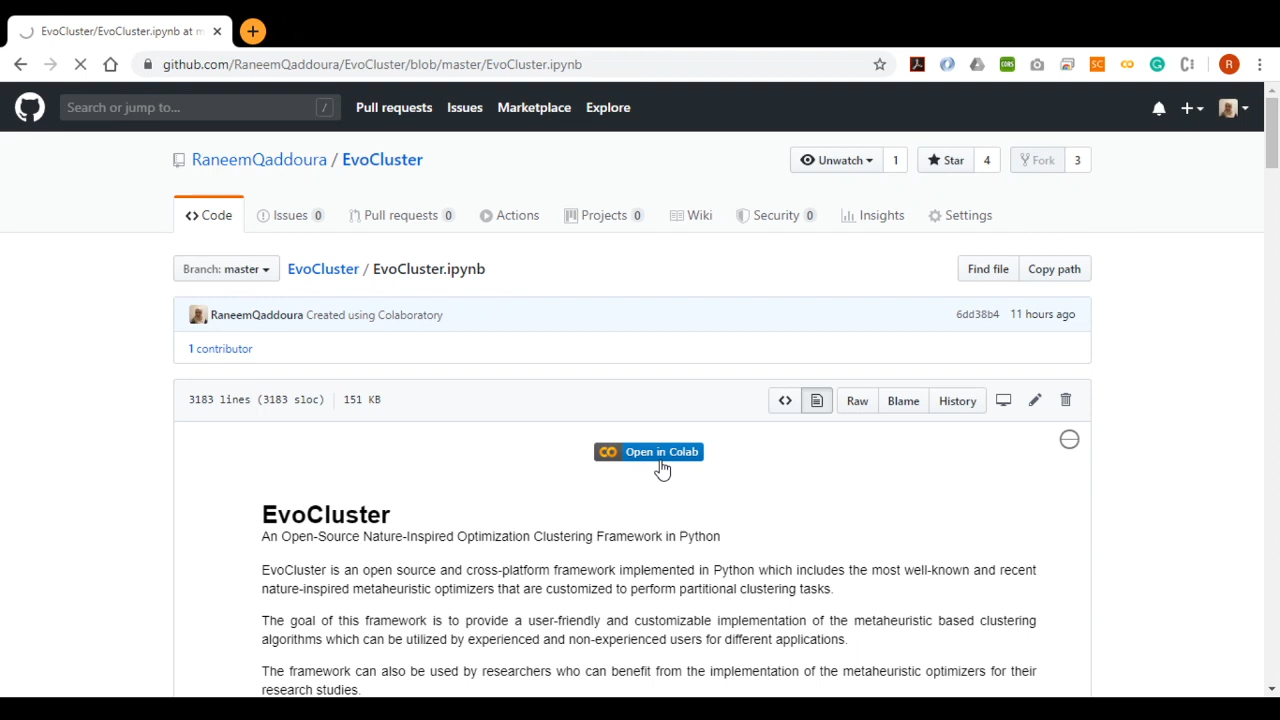 EvoCluster/EvoCluster.ipynb at m
github.com/RaneemQaddoura/EvoCluster/blob/master/EvoCluster.ipynb
CORS
SC
R
Search or jump to...
/
Pull requests
Issues
Marketplace
Explore
RaneemQaddoura / EvoCluster
Unwatch 1
Star 4
Fork 3
Code
Issues 0
Pull requests 0
Actions
Projects 0
Wiki
Security 0
Insights
Settings
Branch: master
EvoCluster / EvoCluster.ipynb
Find file
Copy path
RaneemQaddoura Created using Colaboratory
6dd38b4 11 hours ago
1 contributor
3183 lines (3183 sloc) 151 KB
Raw
Blame
History
Open in Colab
EvoCluster
An Open-Source Nature-Inspired Optimization Clustering Framework in Python
EvoCluster is an open source and cross-platform framework implemented in Python which includes the most well-known and recent
nature-inspired metaheuristic optimizers that are customized to perform partitional clustering tasks.
The goal of this framework is to provide a user-friendly and customizable implementation of the metaheuristic based clustering
algorithms which can be utilized by experienced and non-experienced users for different applications.
The framework can also be used by researchers who can benefit from the implementation of the metaheuristic optimizers for their
research studies.